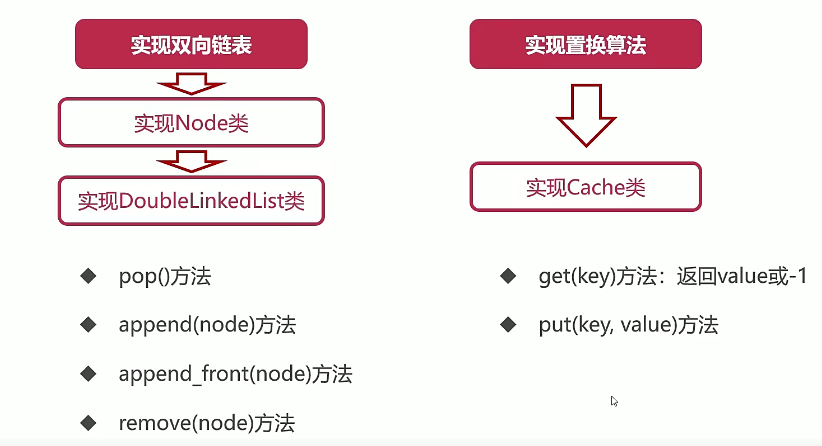 实现双向链表
实现Node类
实现DoubleLinkedList类
pop()方法
append(node)方法
append_front(node)方法
remove(node)方法
实现置换算法
实现Cache类
get(key)方法：返回value或-1
put(key, value)方法